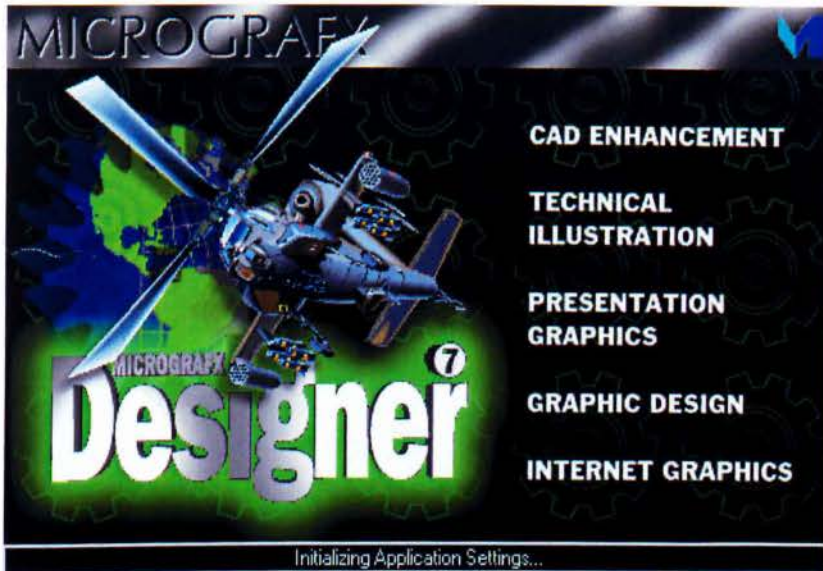 MICROGRAFX
CAD ENHANCEMENT
TECHNICAL
ILLUSTRATION
PRESENTATION
GRAPHICS
MICROGRAFX
7
Designer
GRAPHIC DESIGN
INTERNET GRAPHICS
Initializing Application Settings...